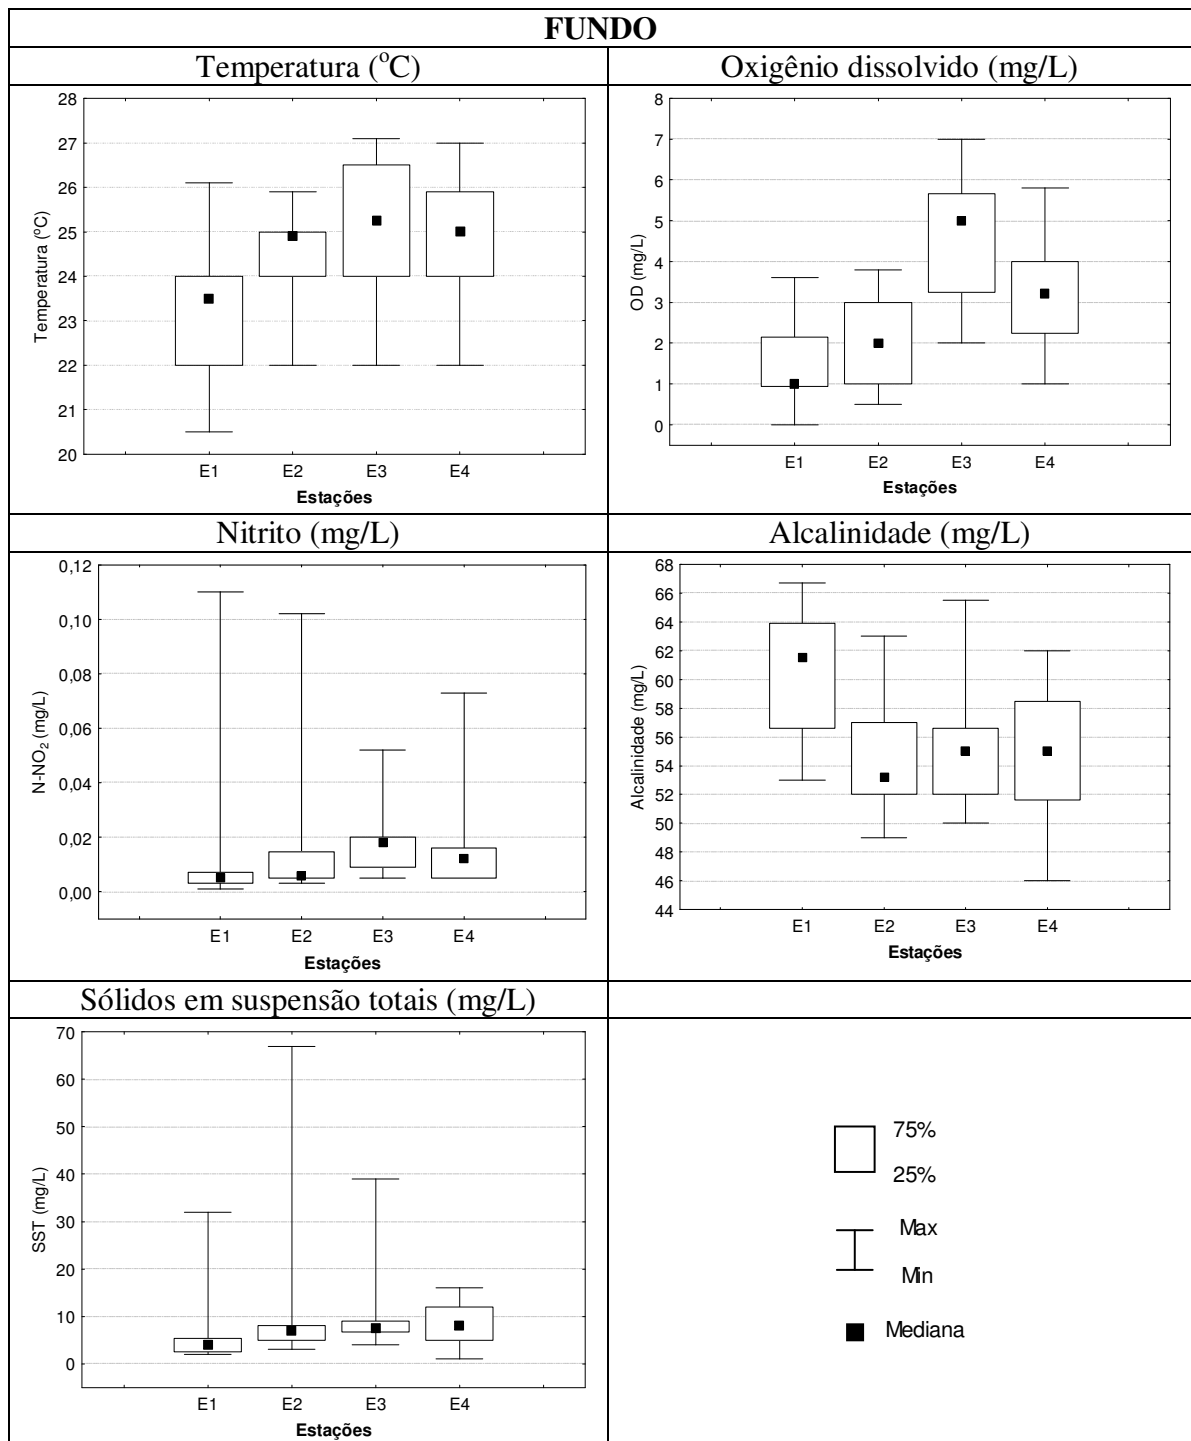 FUNDO
Temperatura (°C)
Oxigênio dissolvido (mg/L)
28
27
26
25
24
23
22
21
20
Temperatura (°C)
E1 E2 E3 E4
Estações
8
7
6
5
4
3
2
1
0
OD (mg/L)
E1 E2 E3 E4
Estações
Nitrito (mg/L)
Alcalinidade (mg/L)
0,12
0,10
0,08
0,06
0,04
0,02
0,00
N-NO₂ (mg/L)
E1 E2 E3 E4
Estações
68
66
64
62
60
58
56
54
52
50
48
46
44
Alcalinidade (mg/L)
E1 E2 E3 E4
Estações
Sólidos em suspensão totais (mg/L)
70
60
50
40
30
20
10
0
SST (mg/L)
E1 E2 E3 E4
Estações
75%
25%
Max
Min
Mediana